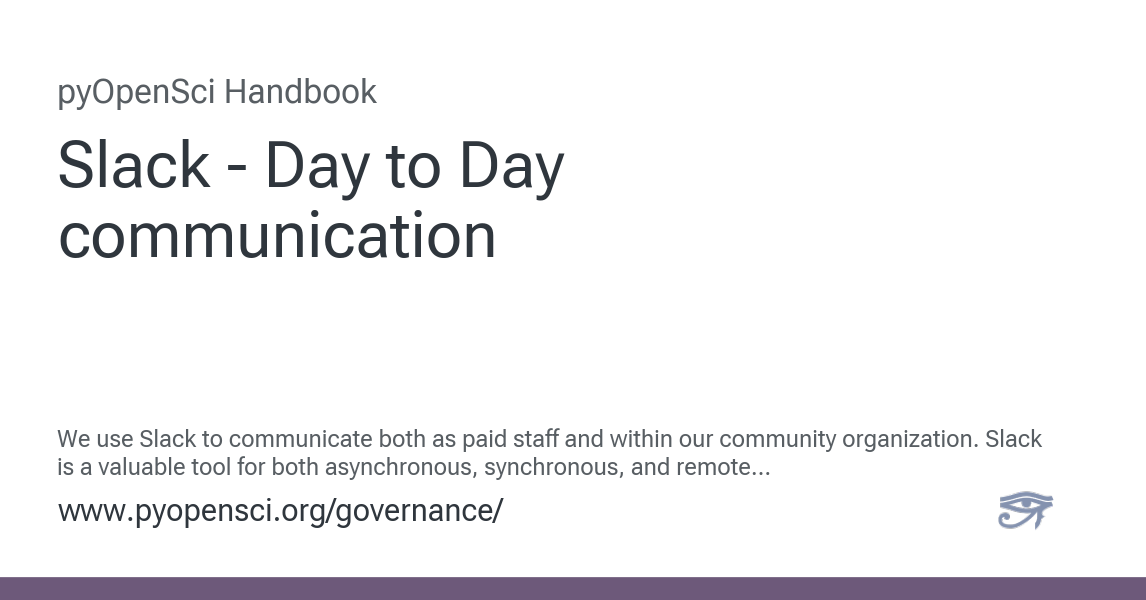 pyOpenSci Handbook
Slack - Day to Day
communication
We use Slack to communicate both as paid staff and within our community organization. Slack
is a valuable tool for both asynchronous, synchronous, and remote...
www.pyopensci.org/governance/